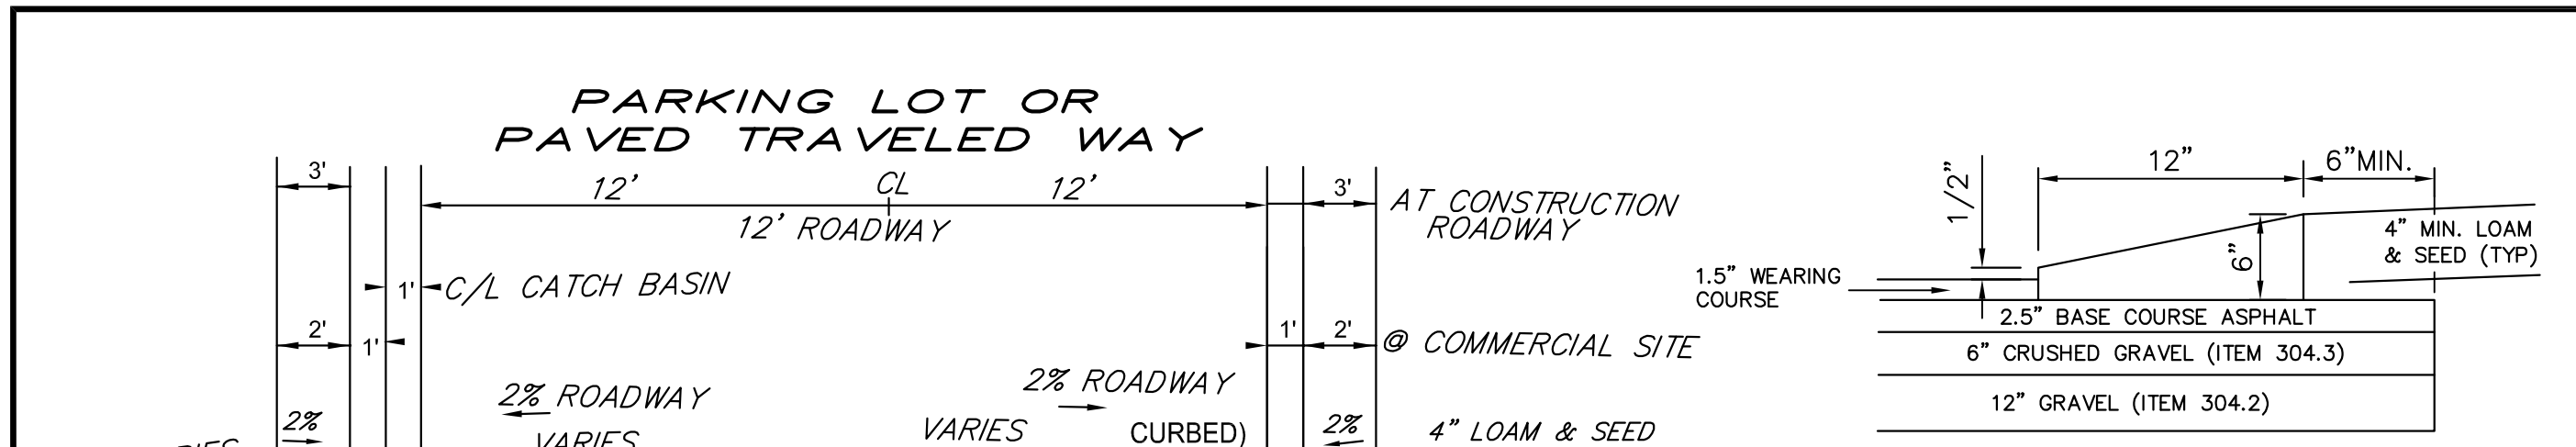 PARKING LOT OR
PAVED TRAVELED WAY
3'
12'
CL
12'
3'
AT CONSTRUCTION
ROADWAY
12' ROADWAY
1'
C/L CATCH BASIN
2'
1'
1'
2'
@ COMMERCIAL SITE
2% ROADWAY
2% ROADWAY
2%
VARIES
VARIES
CURBED)
2%
4" LOAM & SEED
12"
6"MIN.
1/2"
6"
4" MIN. LOAM
& SEED (TYP)
1.5" WEARING
COURSE
2.5" BASE COURSE ASPHALT
6" CRUSHED GRAVEL (ITEM 304.3)
12" GRAVEL (ITEM 304.2)